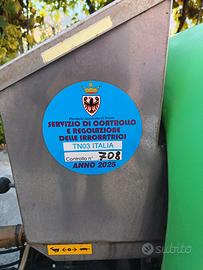 Provincia Autonoma di Trento
SERVIZIO DI CONTROLLO
E REGOLAZIONE
DELLE IRRORATRICI
TN03 ITALIA
Controllo n° 708
ANNO 2025
subito